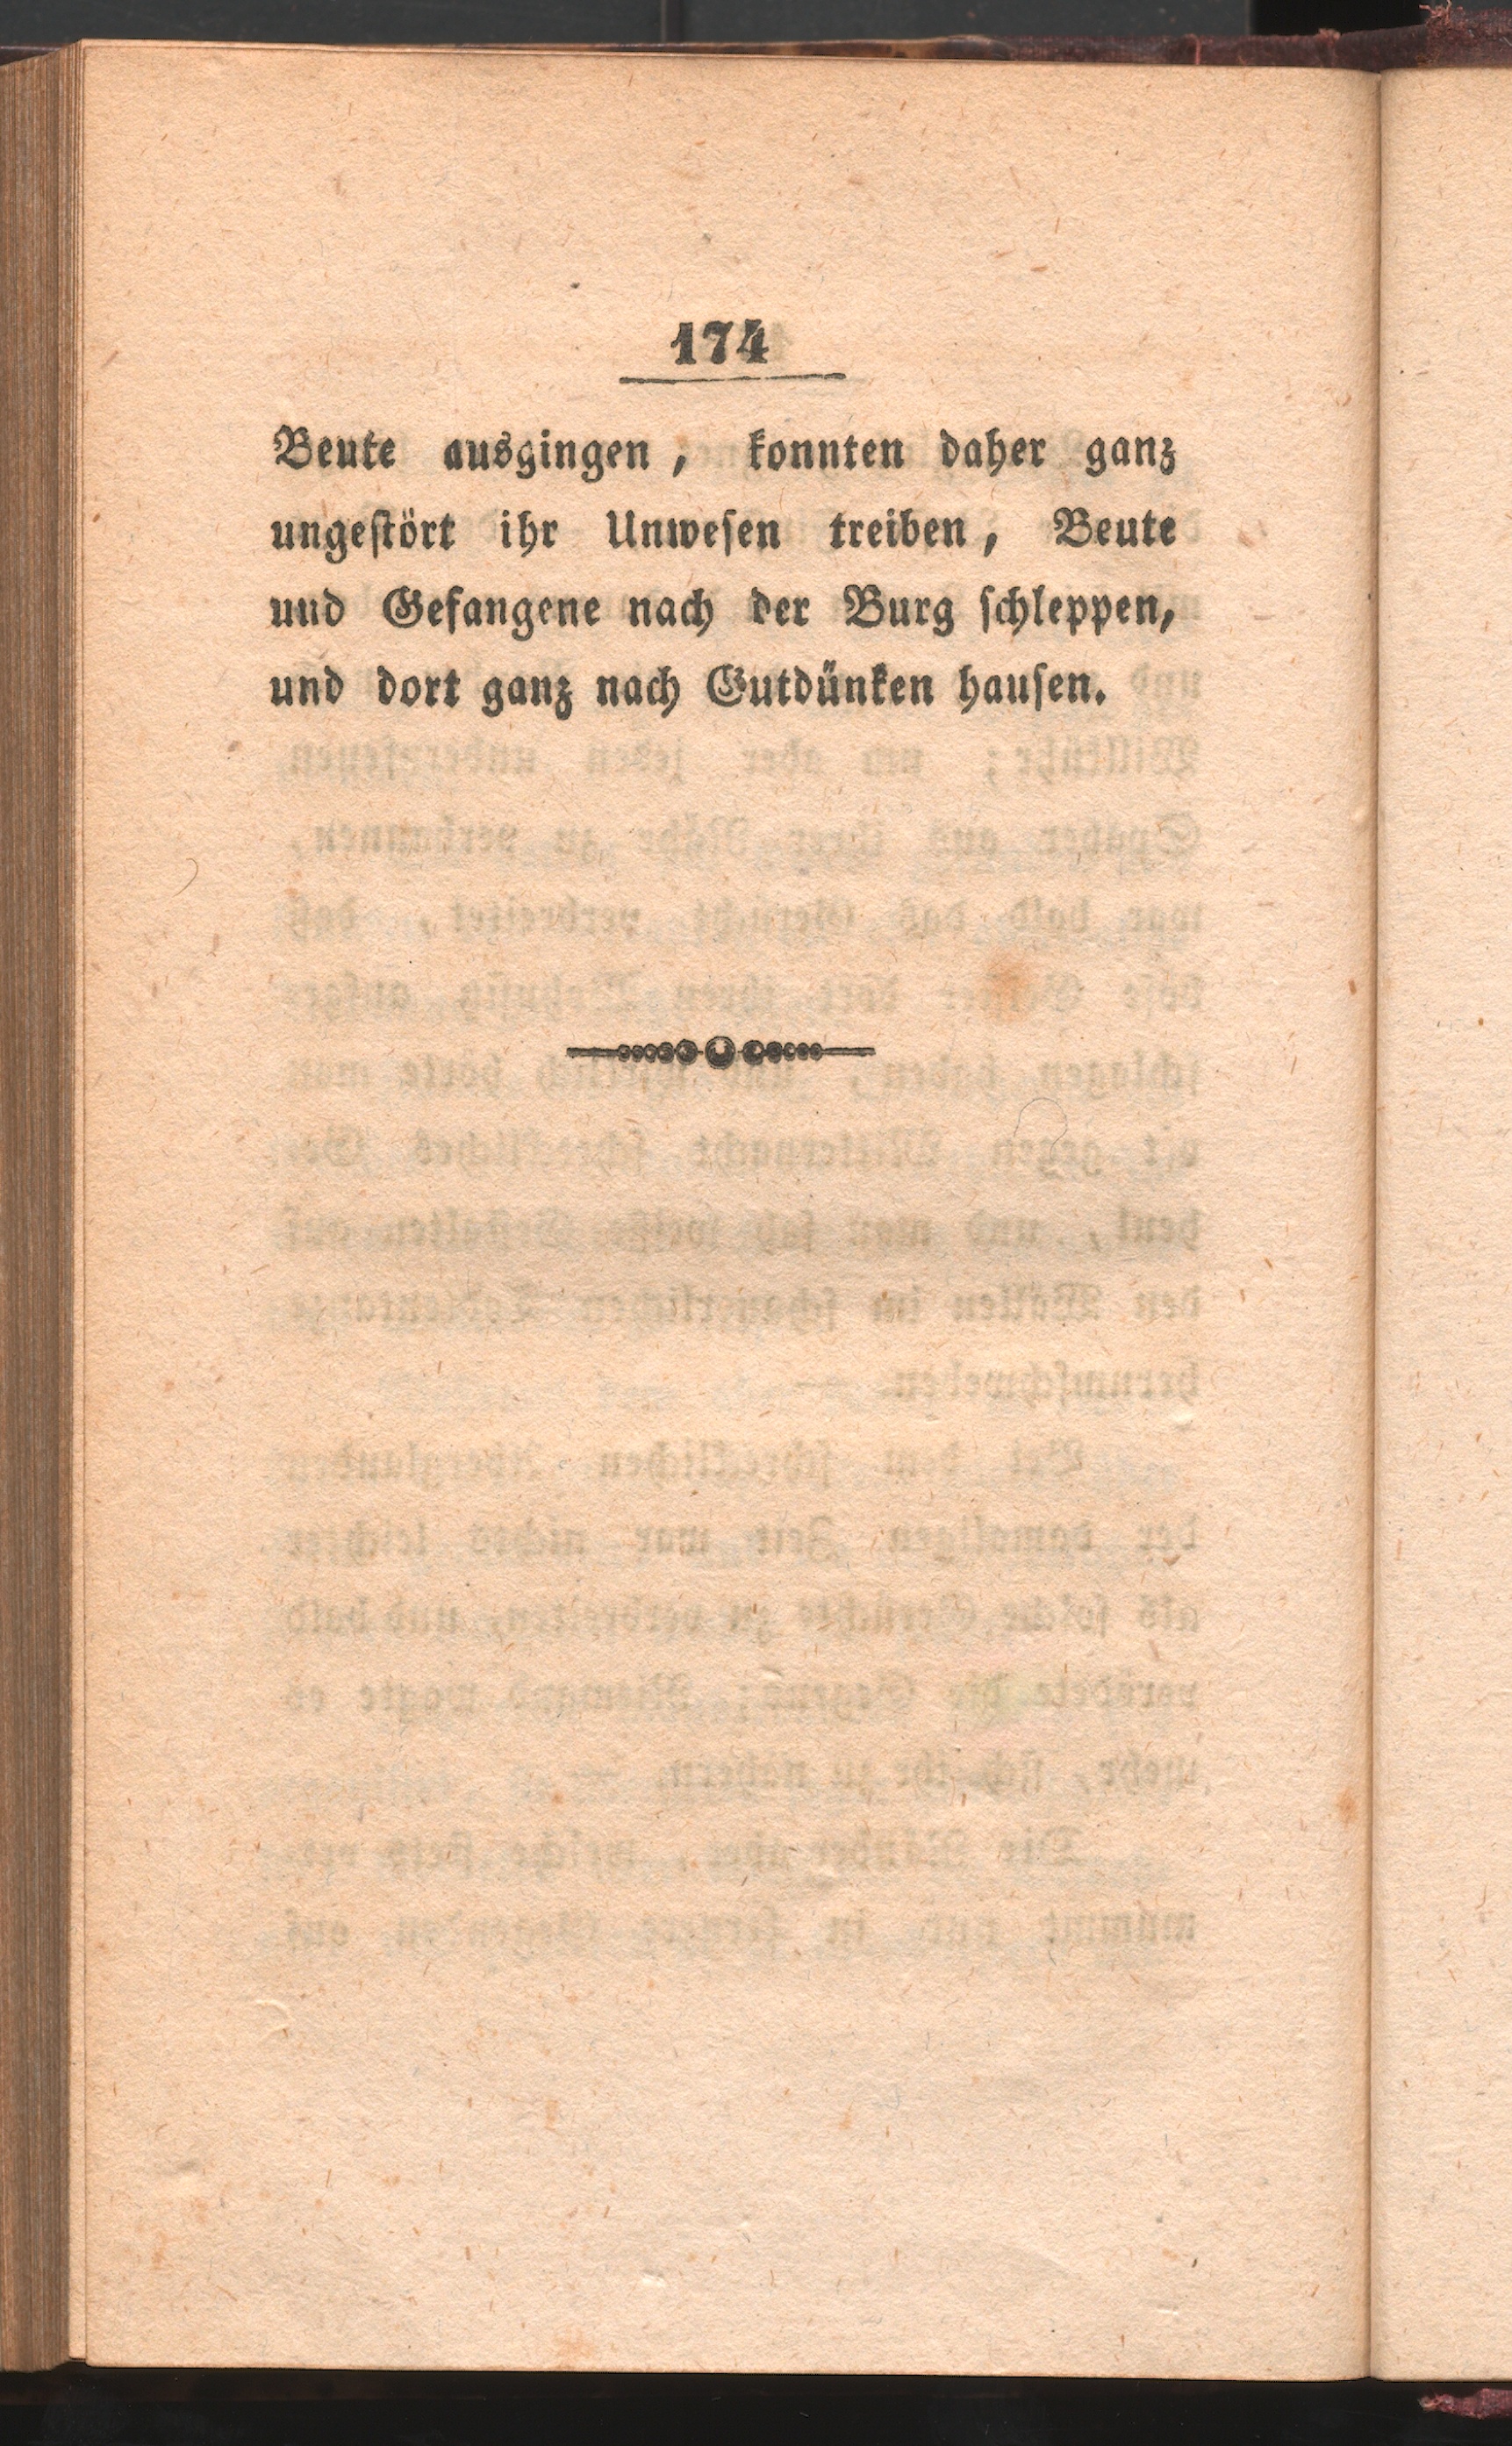 174
Beute ausgingen, konnten daher ganz
ungeſtört ihr Unweſen treiben, Beute
und Gefangene nach der Burg ſchleppen,
und dort ganz nach Gutdünken hauſen.